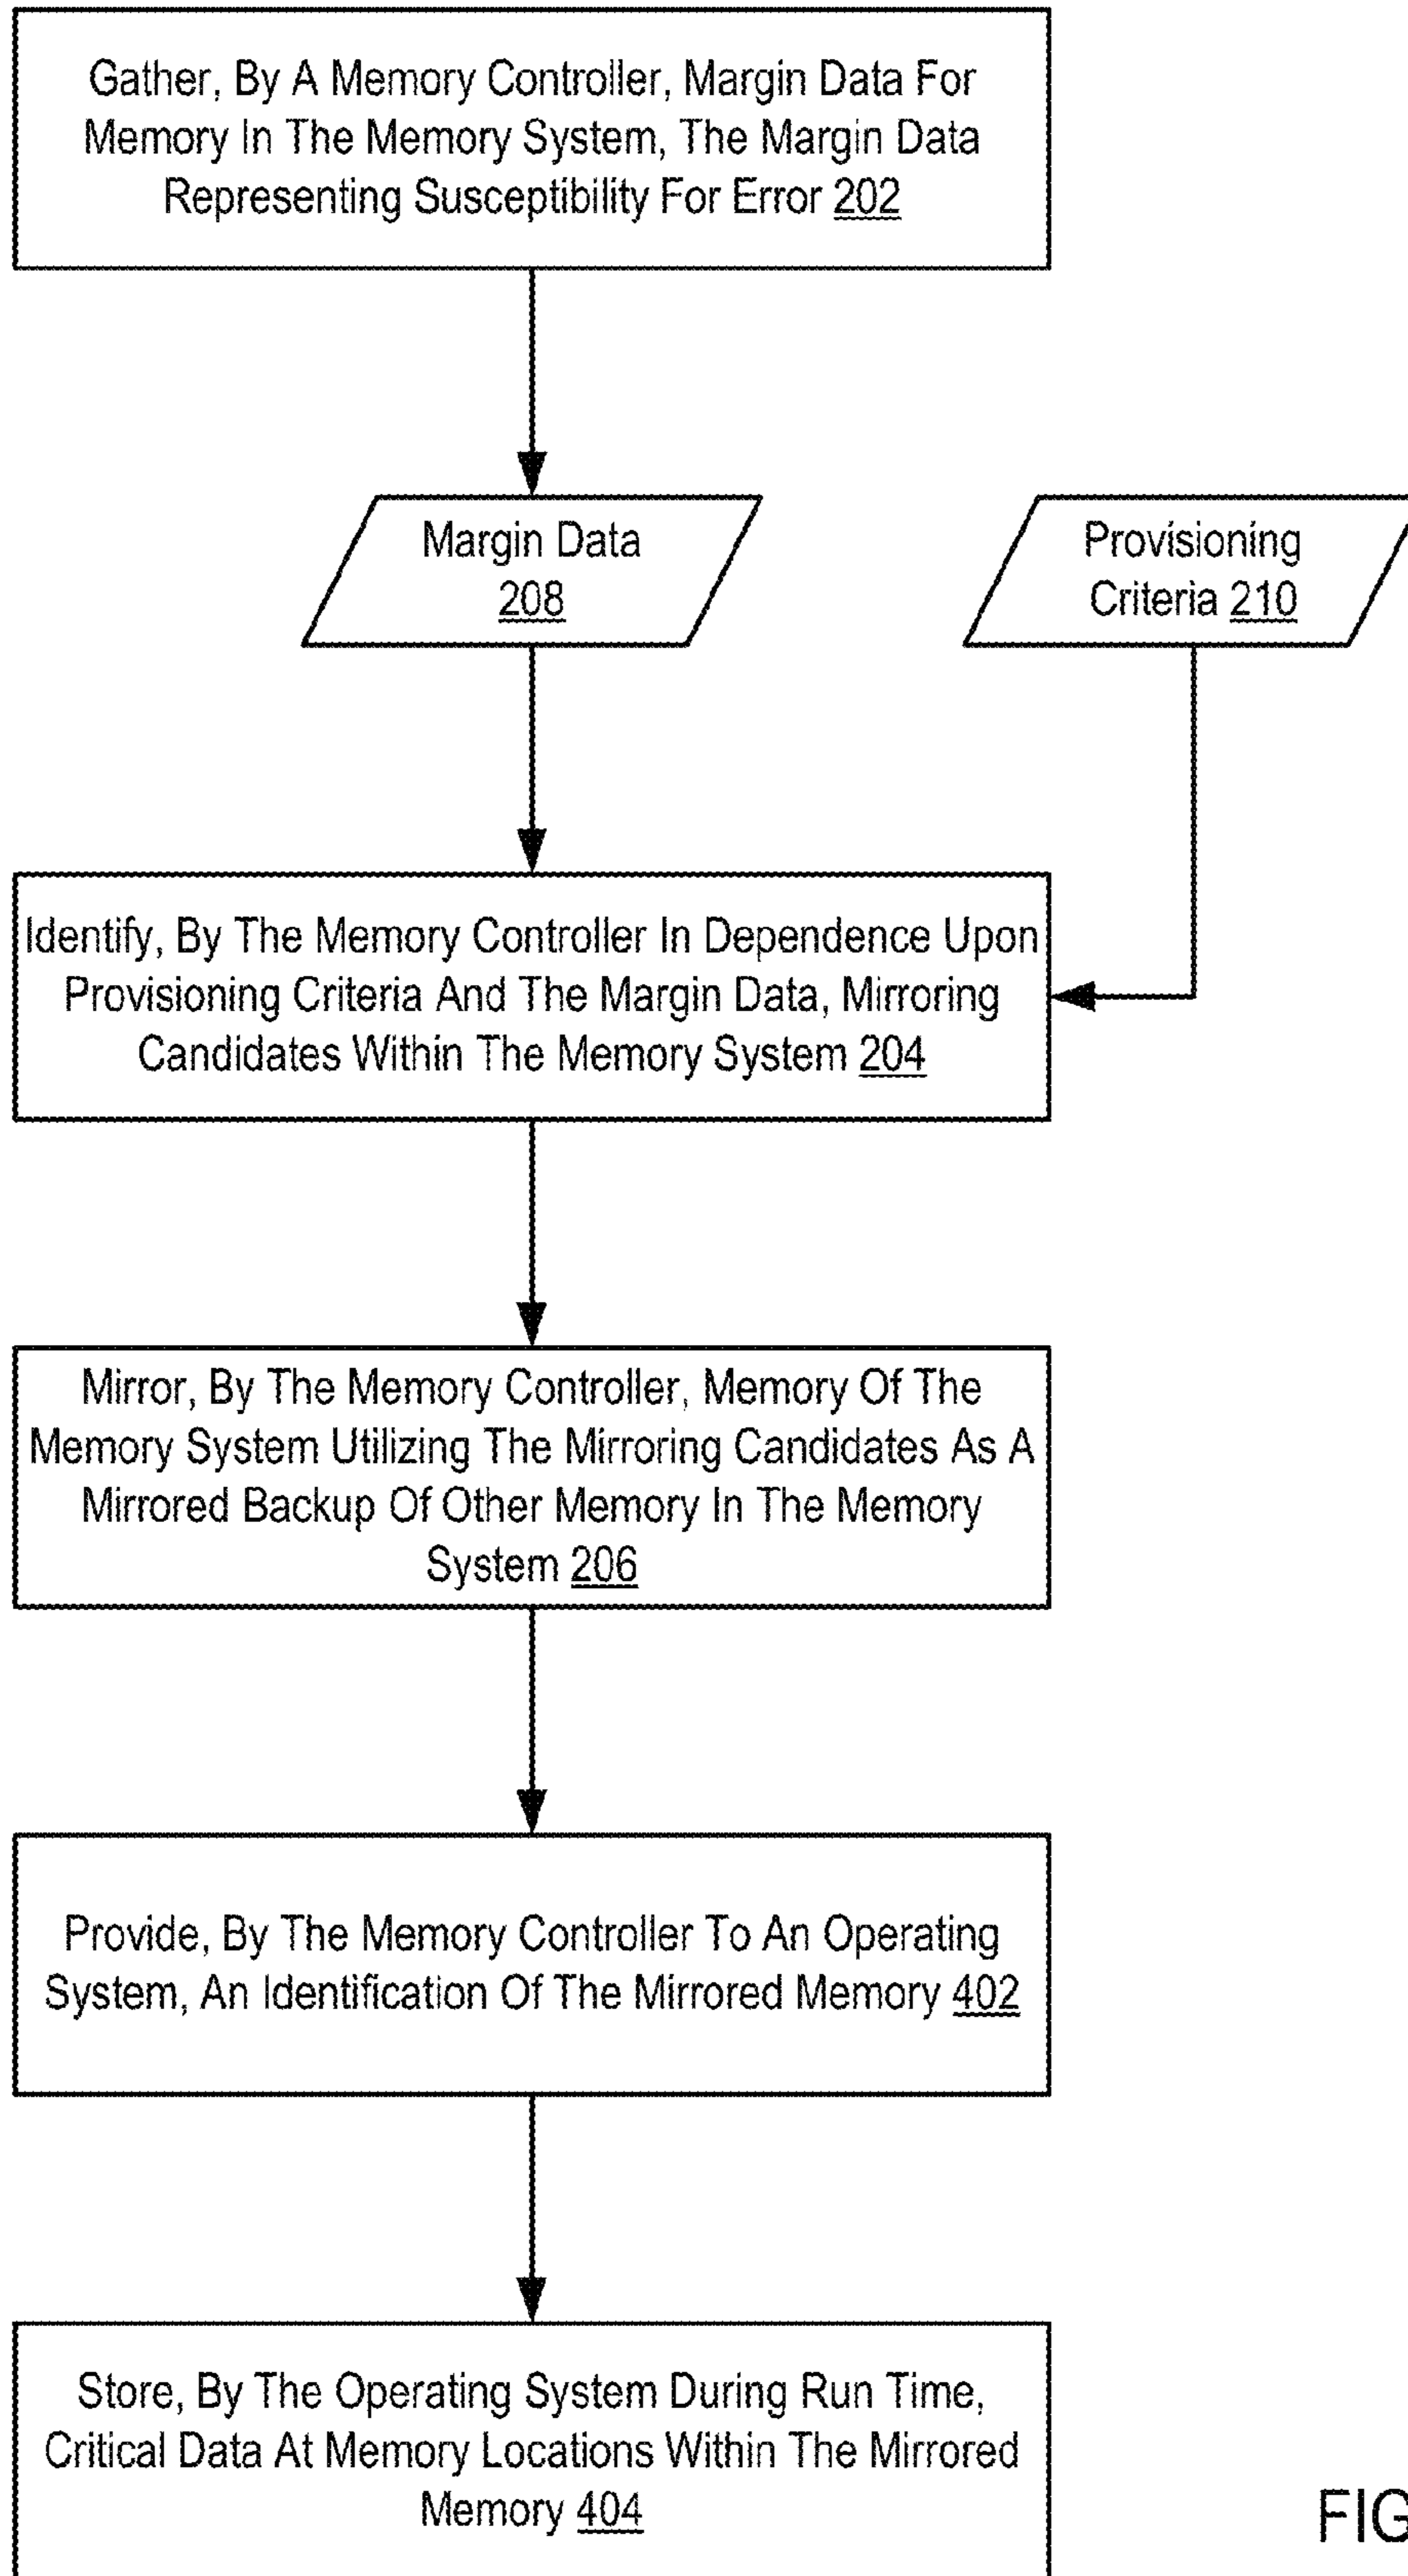 Gather, By A Memory Controller, Margin Data For
Memory In The Memory System, The Margin Data
Representing Susceptibility For Error 202
Margin Data
208
Provisioning
Criteria 210
Identify, By The Memory Controller In Dependence Upon
Provisioning Criteria And The Margin Data, Mirroring
Candidates Within The Memory System 204
Mirror, By The Memory Controller, Memory Of The
Memory System Utilizing The Mirroring Candidates As A
Mirrored Backup Of Other Memory In The Memory
System 206
Provide, By The Memory Controller To An Operating
System, An Identification Of The Mirrored Memory 402
Store, By The Operating System During Run Time,
Critical Data At Memory Locations Within The Mirrored
Memory 404
FIG